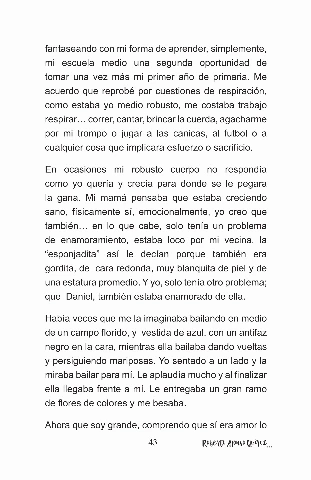 fantaseando con mi forma de aprender, simplemente,
mi escuela medio una segunda oportunidad de
tomar una vez más mi primer año de primaria. Me
acuerdo que reprobé por cuestiones de respiración,
como estaba yo medio robusto, me costaba trabajo
respirar… correr, cantar, brincar la cuerda, agacharme
por mi trompo o jugar a las canicas, al futbol o a
cualquier cosa que implicara esfuerzo o sacrificio.
En ocasiones mi robusto cuerpo no respondía
como yo quería y crecía para donde se le pegara
la gana. Mi mamá pensaba que estaba creciendo
sano, físicamente sí, emocionalmente, yo creo que
también… en lo que cabe, solo tenía un problema
de enamoramiento, estaba loco por mi vecina, la
“esponjadita” así le decían porque también era
gordita, de cara redonda, muy blanquita de piel y de
una estatura promedio. Y yo, solo tenía otro problema;
que Daniel, también estaba enamorado de ella.
Había veces que me la imaginaba bailando en medio
de un campo florido, y vestida de azul, con un antifaz
negro en la cara, mientras ella bailaba dando vueltas
y persiguiendo mariposas. Yo sentado a un lado y la
miraba bailar para mí. Le aplaudía mucho y al finalizar
ella llegaba frente a mí. Le entregaba un gran ramo
de flores de colores y me besaba.
Ahora que soy grande, comprendo que sí era amor lo
43